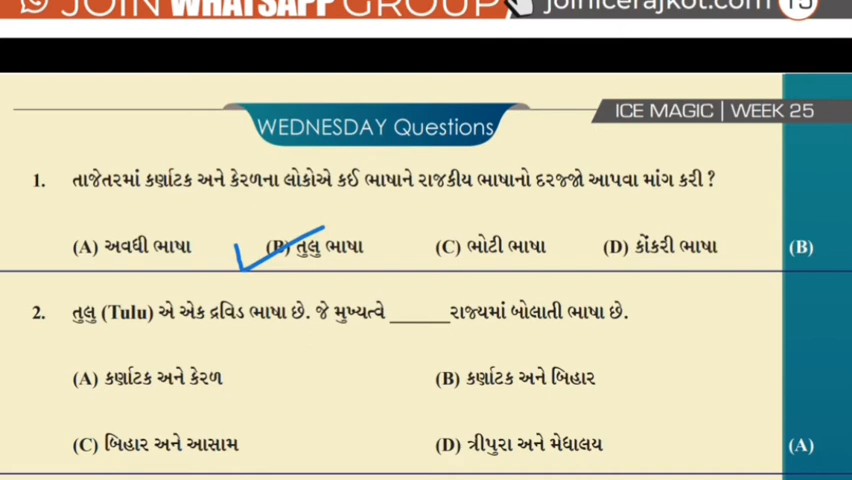 JOIN WHATSAPP GROUP joinicerajkot.com 15
WEDNESDAY Questions
ICE MAGIC | WEEK 25
1. તાજેતરમાં કર્ણાટક અને કેરળના લોકોએ કઈ ભાષાને રાજકીય ભાષાનો દરજ્જો આપવા માંગ કરી ?
(A) અવધી ભાષા (B) તુલુ ભાષા (C) ભોટી ભાષા (D) કોંકરી ભાષા (B)
2. તુલુ (Tulu) એ એક દ્રવિડ ભાષા છે. જે મુખ્યત્વે ______રાજ્યમાં બોલાતી ભાષા છે.
(A) કર્ણાટક અને કેરળ (B) કર્ણાટક અને બિહાર
(C) બિહાર અને આસામ (D) ત્રીપુરા અને મેઘાલય (A)